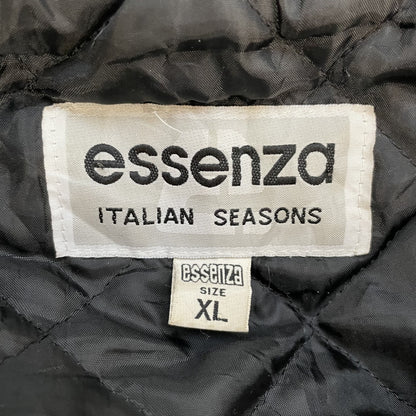 essenza
ITALIAN SEASONS
essenza
SIZE
XL